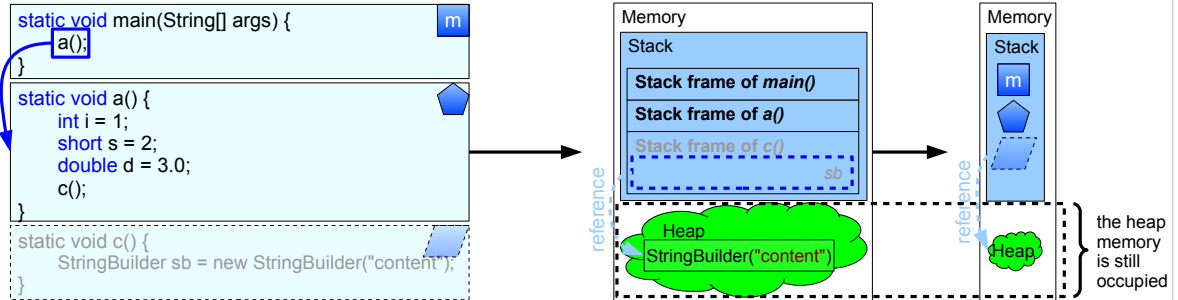 static void main(String[] args) {
m
a();
}
static void a() {
int i = 1;
short s = 2;
double d = 3.0;
c();
}
static void c() {
StringBuilder sb = new StringBuilder("content");
}
Memory
Stack
Stack frame of main()
Stack frame of a()
Stack frame of c()
sb
reference
Heap
StringBuilder("content")
Memory
Stack
m
reference
Heap
the heap
memory
is still
occupied